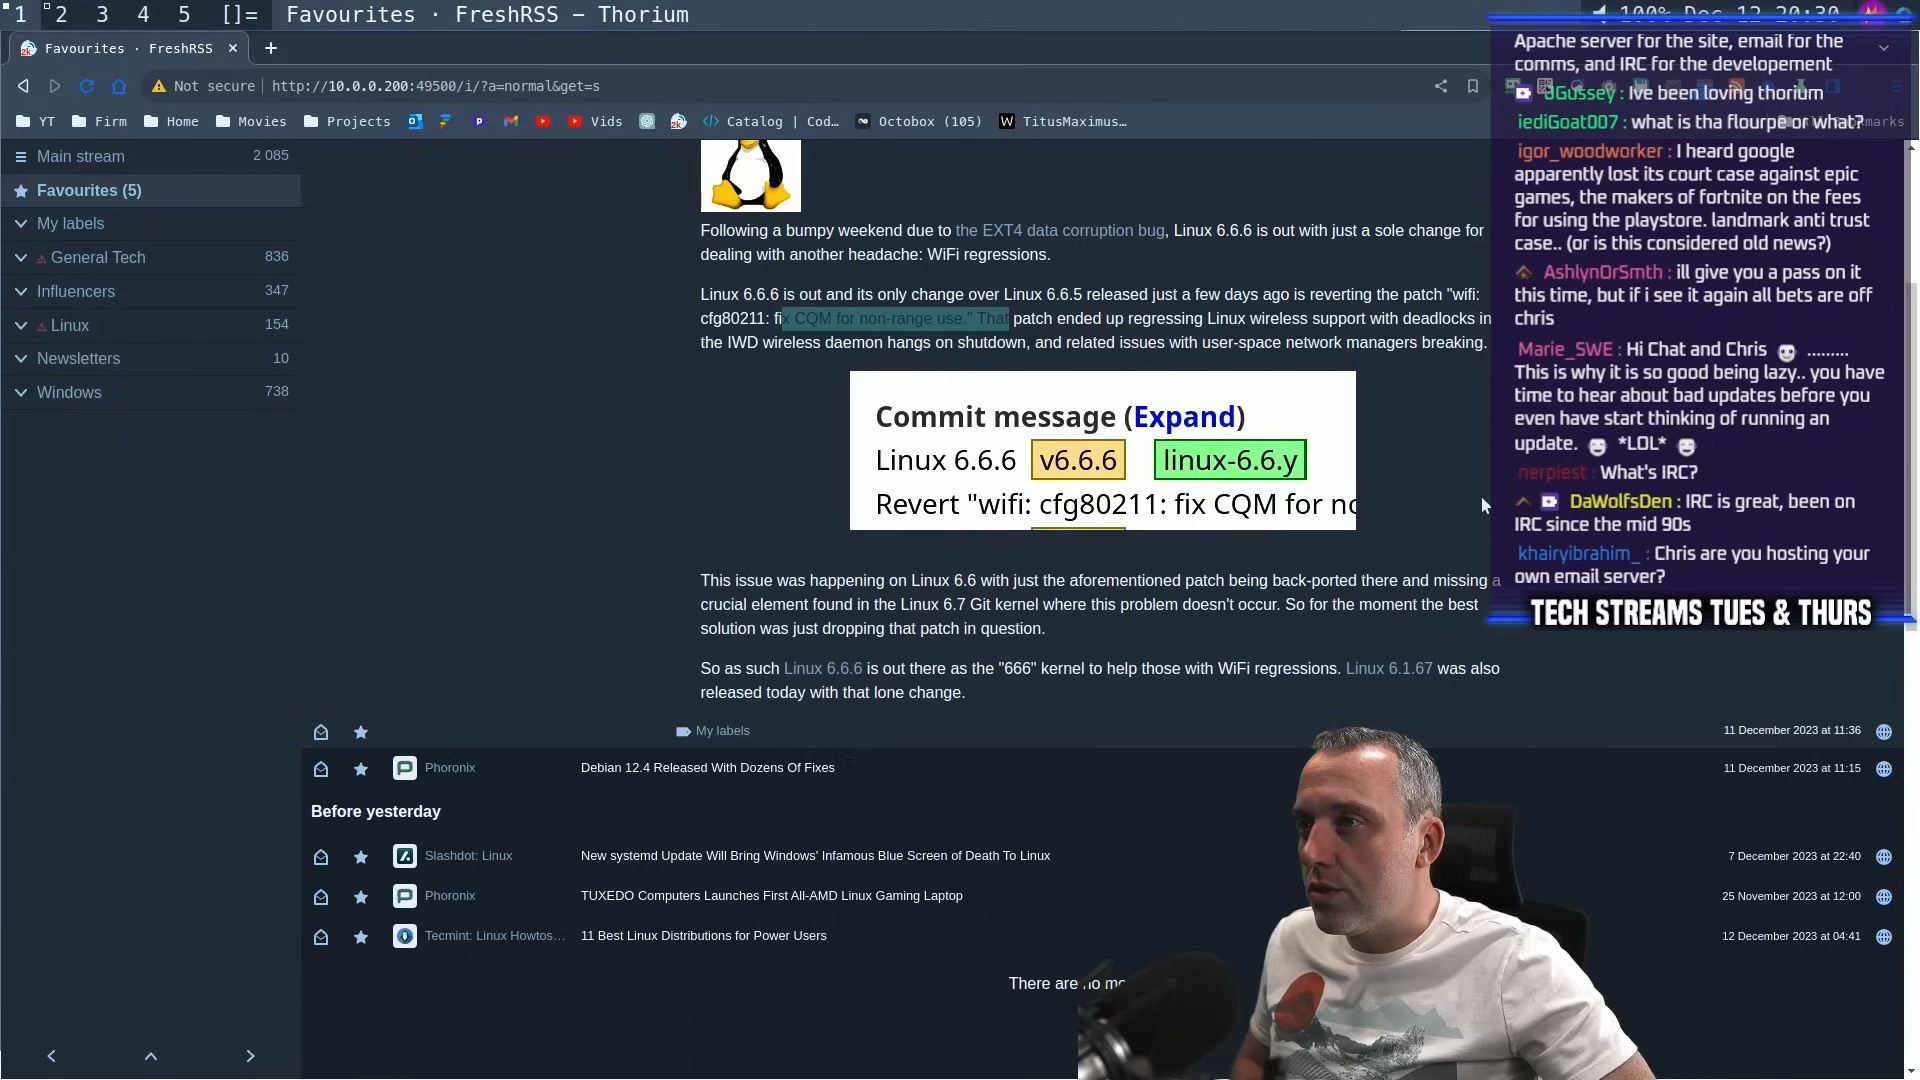 1 2 3 4 5 []= Favourites · FreshRSS – Thorium
100% Dec 12 20:30
Favourites · FreshRSS
Not secure http://10.0.0.200:49500/i/?a=normal&get=s
YT Firm Home Movies Projects Vids Catalog | Cod… Octobox (105) TitusMaximus…
Main stream 2 085
Favourites (5)
My labels
General Tech 836
Influencers 347
Linux 154
Newsletters 10
Windows 738
Following a bumpy weekend due to the EXT4 data corruption bug, Linux 6.6.6 is out with just a sole change for
dealing with another headache: WiFi regressions.
Linux 6.6.6 is out and its only change over Linux 6.6.5 released just a few days ago is reverting the patch "wifi:
cfg80211: fix CQM for non-range use." That patch ended up regressing Linux wireless support with deadlocks in
the IWD wireless daemon hangs on shutdown, and related issues with user-space network managers breaking.
Commit message (Expand)
Linux 6.6.6 v6.6.6 linux-6.6.y
Revert "wifi: cfg80211: fix CQM for no
This issue was happening on Linux 6.6 with just the aforementioned patch being back-ported there and missing a
crucial element found in the Linux 6.7 Git kernel where this problem doesn't occur. So for the moment the best
solution was just dropping that patch in question.
So as such Linux 6.6.6 is out there as the "666" kernel to help those with WiFi regressions. Linux 6.1.67 was also
released today with that lone change.
My labels 11 December 2023 at 11:36
Phoronix Debian 12.4 Released With Dozens Of Fixes 11 December 2023 at 11:15
Before yesterday
Slashdot: Linux New systemd Update Will Bring Windows' Infamous Blue Screen of Death To Linux 7 December 2023 at 22:40
Phoronix TUXEDO Computers Launches First All-AMD Linux Gaming Laptop 25 November 2023 at 12:00
Tecmint: Linux Howtos… 11 Best Linux Distributions for Power Users 12 December 2023 at 04:41
There are no mo
Apache server for the site, email for the
comms, and IRC for the developement
JGussey : Ive been loving thorium
iediGoat007 : what is tha flourpe or what?
igor_woodworker : I heard google
apparently lost its court case against epic
games, the makers of fortnite on the fees
for using the playstore. landmark anti trust
case.. (or is this considered old news?)
AshlynOrSmth : ill give you a pass on it
this time, but if i see it again all bets are off
chris
Marie_SWE : Hi Chat and Chris .........
This is why it is so good being lazy.. you have
time to hear about bad updates before you
even have start thinking of running an
update. *LOL*
nerpiest : What's IRC?
DaWolfsDen : IRC is great, been on
IRC since the mid 90s
khairyibrahim_ : Chris are you hosting your
own email server?
TECH STREAMS TUES & THURS